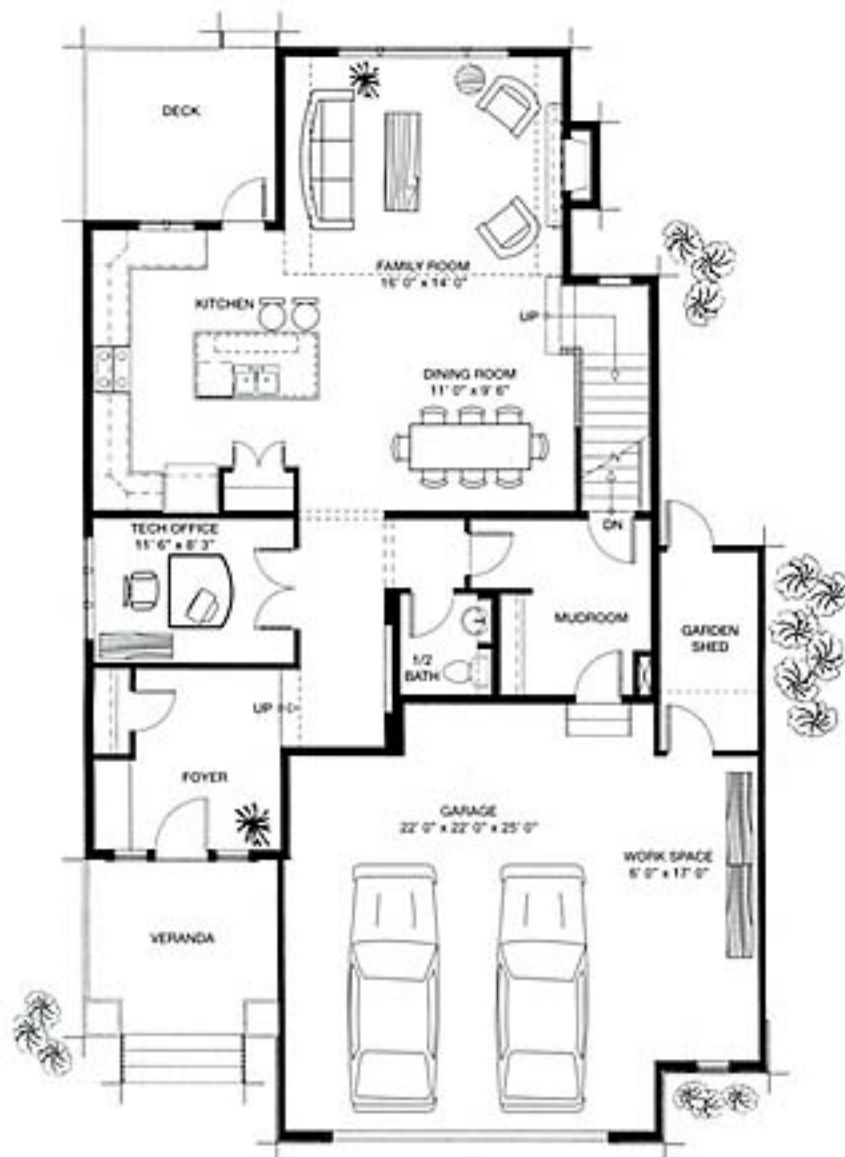 DECK
FAMILY ROOM
16' 0" x 14' 0"
KITCHEN
UP
DINING ROOM
11' 0" x 9' 6"
TECH OFFICE
11' 6" x 8' 3"
DN
MUDROOM
GARDEN
SHED
1/2
BATH
UP
FOYER
GARAGE
22' 0" x 22' 0" x 25' 0"
WORK SPACE
6' 0" x 17' 0"
VERANDA